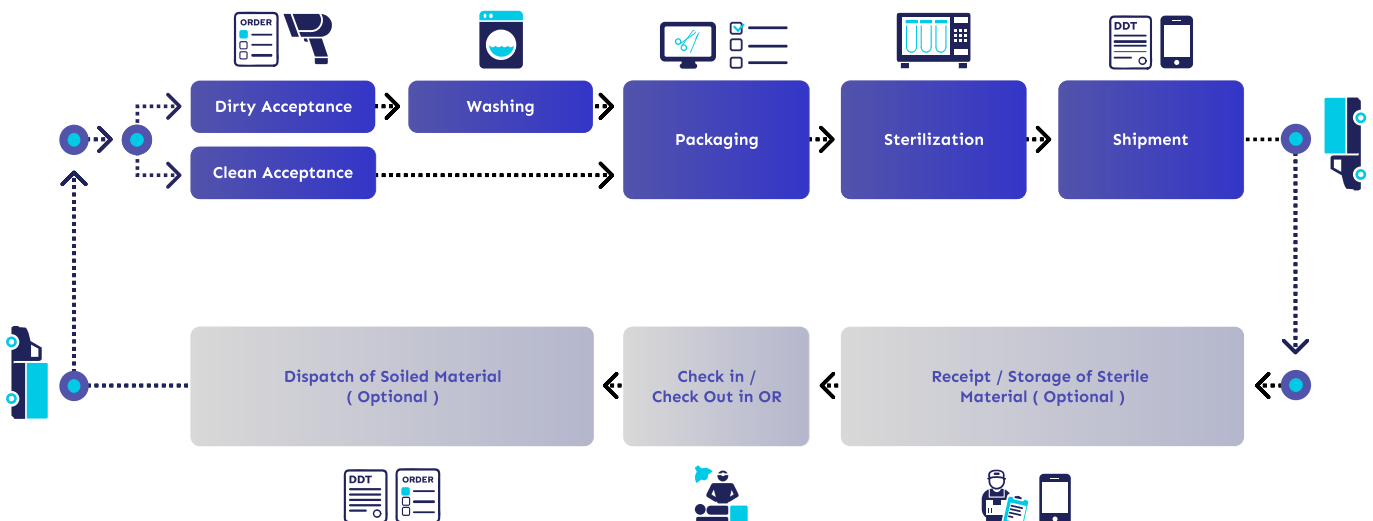 ORDER
DDT
Dirty Acceptance
Washing
Packaging
Sterilization
Shipment
Clean Acceptance
Dispatch of Soiled Material
( Optional )
Check in /
Check Out in OR
Receipt / Storage of Sterile
Material ( Optional )
DDT
ORDER